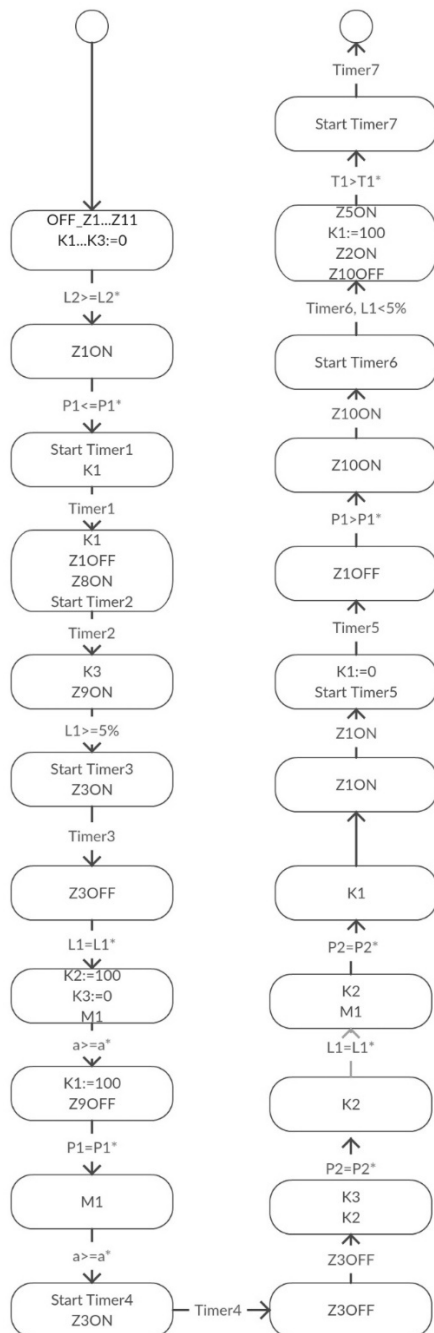 OFF_Z1...Z11
K1...K3:=0
L2>=L2*
Z1ON
P1<=P1*
Start Timer1
K1
Timer1
K1
Z1OFF
Z8ON
Start Timer2
Timer2
K3
Z9ON
L1>=5%
Start Timer3
Z3ON
Timer3
Z3OFF
L1=L1*
K2:=100
K3:=0
M1
a>=a*
K1:=100
Z9OFF
P1=P1*
M1
a>=a*
Start Timer4
Z3ON
Timer4
Z3OFF
Z3OFF
K3
K2
P2=P2*
K2
L1=L1*
K2
M1
P2=P2*
K1
Z1ON
Z1ON
K1:=0
Start Timer5
Timer5
Z1OFF
P1>P1*
Z10ON
Z10ON
Start Timer6
Timer6, L1<5%
Z5ON
K1:=100
Z2ON
Z10OFF
T1>T1*
Start Timer7
Timer7